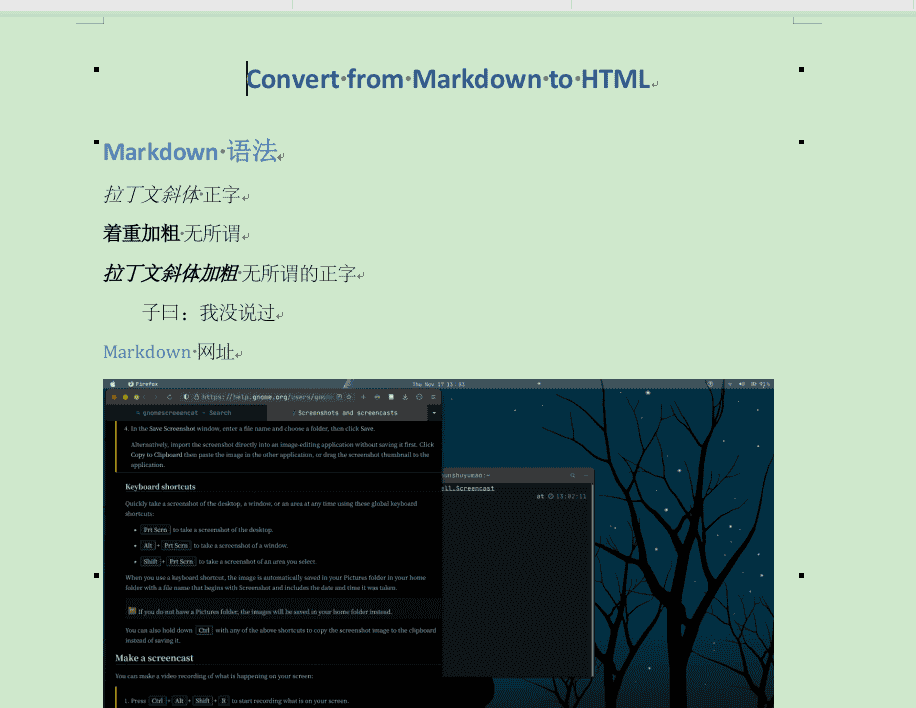 Convert from Markdown to HTML
Markdown 语法
拉丁文斜体 正字
着重加粗 无所谓
拉丁文斜体加粗 无所谓的正字
子曰：我没说过
Markdown 网址
Firefox
Thu Nov 17 13:03
91%
https://help.gnome.org/users/gnome
gnomescreencat - Search
Screenshots and screencasts
4. In the Save Screenshot window, enter a file name and choose a folder, then click Save.
Alternatively, import the screenshot directly into an image-editing application without saving it first. Click
Copy to Clipboard then paste the image in the other application, or drag the screenshot thumbnail to the
application.
Keyboard shortcuts
Quickly take a screenshot of the desktop, a window, or an area at any time using these global keyboard
shortcuts:
Prt Scrn to take a screenshot of the desktop.
Alt + Prt Scrn to take a screenshot of a window.
Shift + Prt Scrn to take a screenshot of an area you select.
When you use a keyboard shortcut, the image is automatically saved in your Pictures folder in your home
folder with a file name that begins with Screenshot and includes the date and time it was taken.
If you do not have a Pictures folder, the images will be saved in your home folder instead.
You can also hold down Ctrl with any of the above shortcuts to copy the screenshot image to the clipboard
instead of saving it.
Make a screencast
You can make a video recording of what is happening on your screen:
1. Press Ctrl + Alt + Shift + R to start recording what is on your screen.
unshuyumao:~
ll.Screencast
at 13:02:11